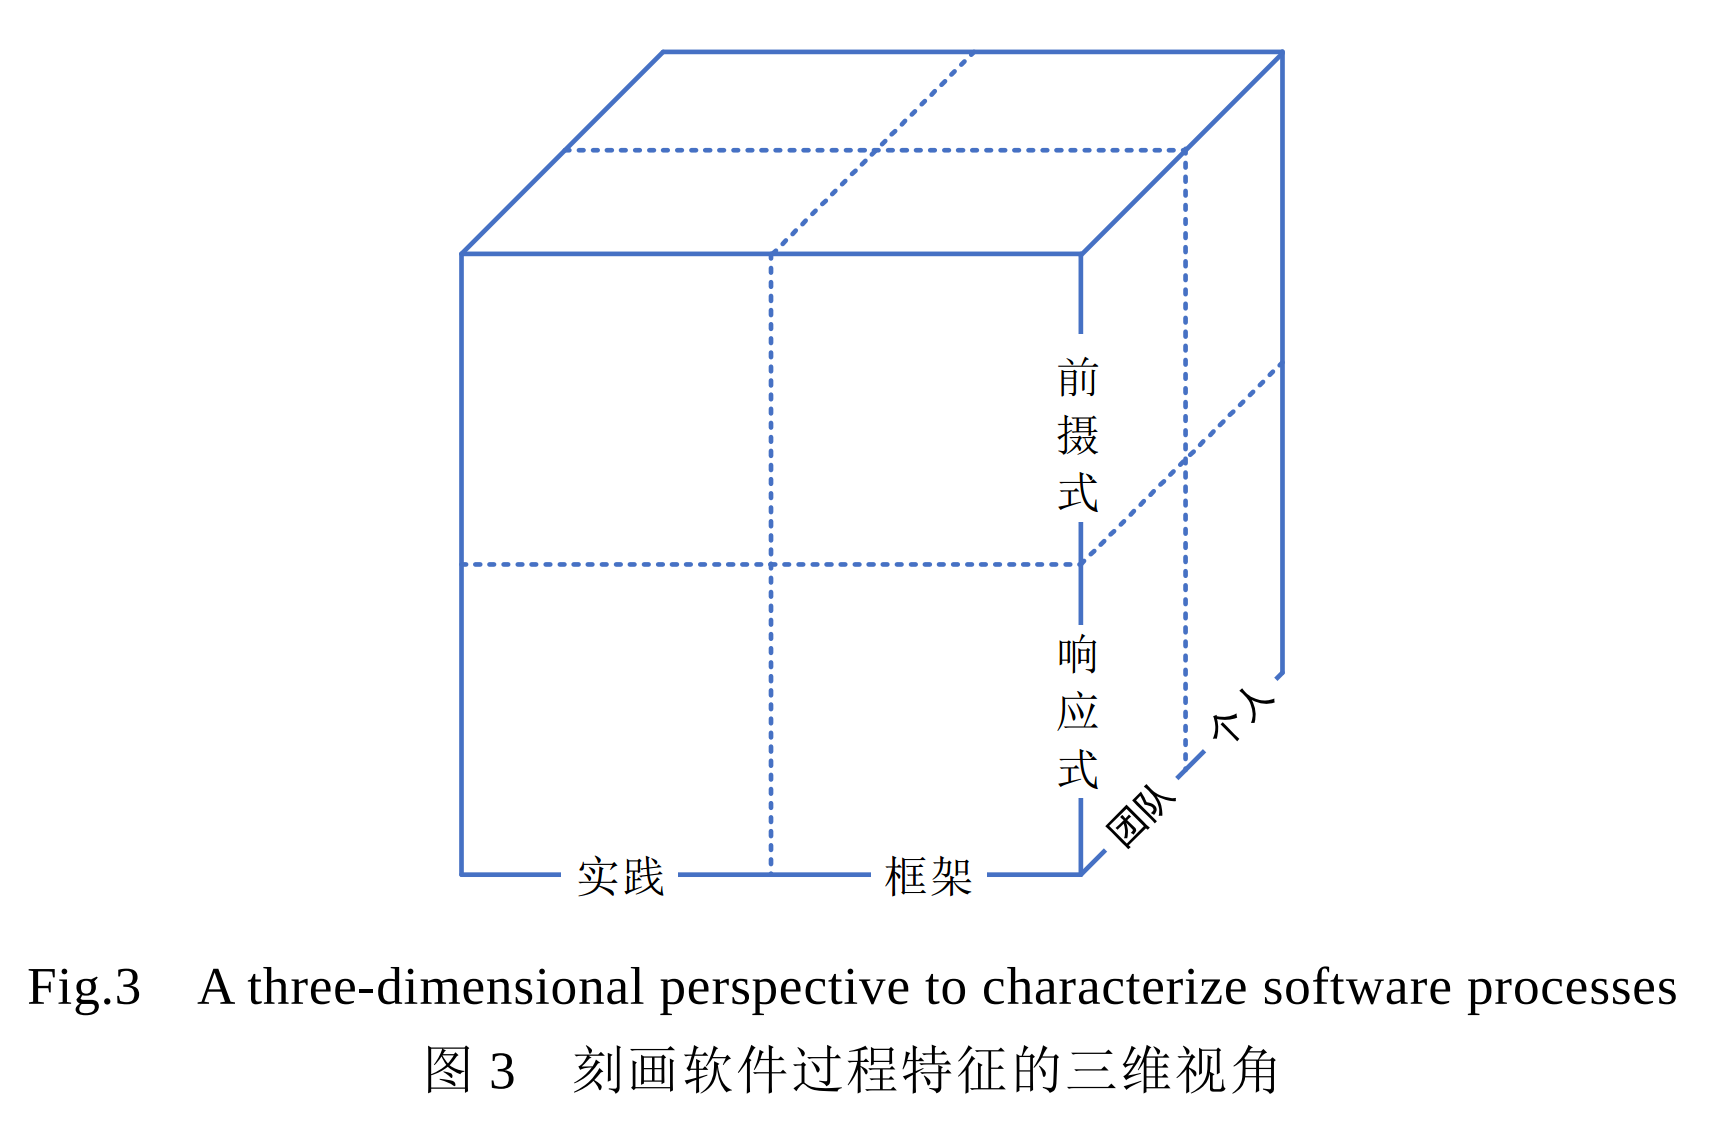 前摄式
响应式
个人
团队
实践
框架
Fig.3 A three-dimensional perspective to characterize software processes
图 3 刻画软件过程特征的三维视角